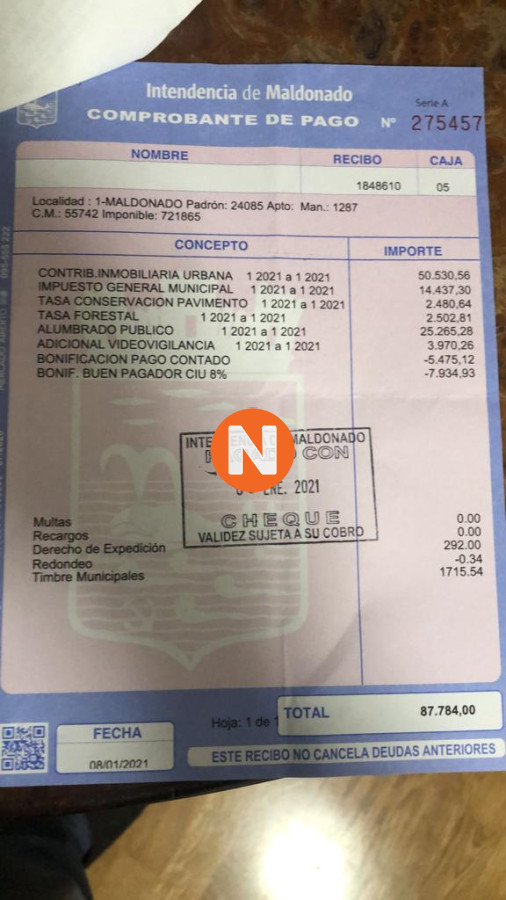 Intendencia de Maldonado
Serie A
COMPROBANTE DE PAGO Nº 275457
NOMBRE RECIBO CAJA
1848610 05
Localidad : 1-MALDONADO Padrón: 24085 Apto: Man.: 1287
C.M.: 55742 Imponible: 721865
CONCEPTO IMPORTE
CONTRIB.INMOBILIARIA URBANA 1 2021 a 1 2021 50.530,56
IMPUESTO GENERAL MUNICIPAL 1 2021 a 1 2021 14.437,30
TASA CONSERVACION PAVIMENTO 1 2021 a 1 2021 2.480,64
TASA FORESTAL 1 2021 a 1 2021 2.502,81
ALUMBRADO PUBLICO 1 2021 a 1 2021 25.265,28
ADICIONAL VIDEOVIGILANCIA 1 2021 a 1 2021 3.970,26
BONIFICACION PAGO CONTADO -5.475,12
BONIF. BUEN PAGADOR CIU 8% -7.934,93
N
MALDONADO
CON
ENE. 2021
CHEQUE
VALIDEZ SUJETA A SU COBRO
Multas 0.00
Recargos 0.00
Derecho de Expedición 292.00
Redondeo -0.34
Timbre Municipales 1715.54
Hoja: 1 de 1
TOTAL 87.784,00
FECHA
08/01/2021
ESTE RECIBO NO CANCELA DEUDAS ANTERIORES